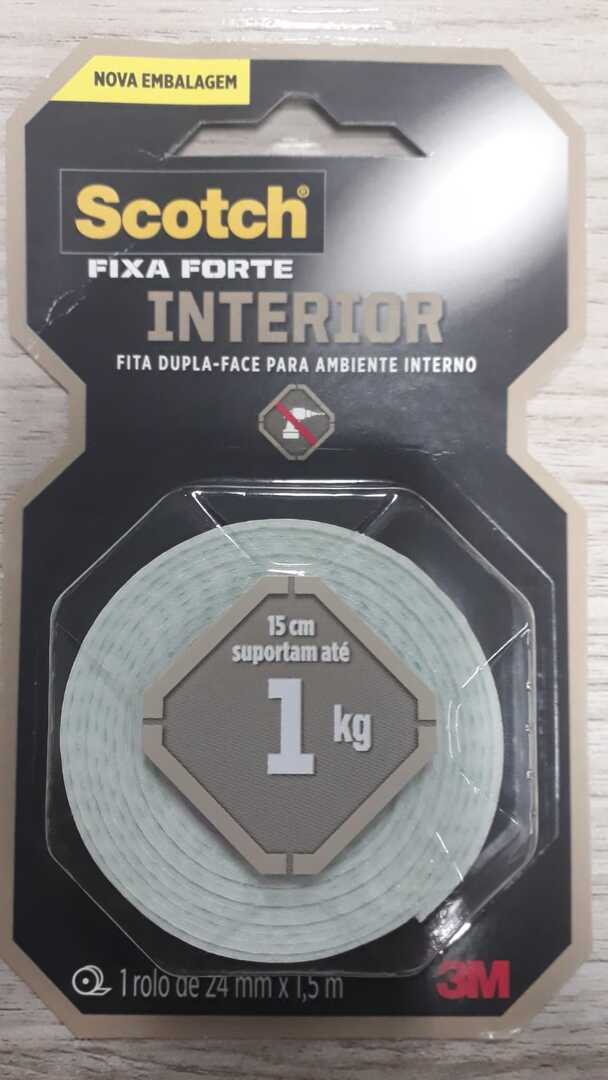 NOVA EMBALAGEM
Scotch®
FIXA FORTE
INTERIOR
FITA DUPLA-FACE PARA AMBIENTE INTERNO
15 cm
suportam até
1 kg
1 rolo de 24 mm x 1,5 m
3M